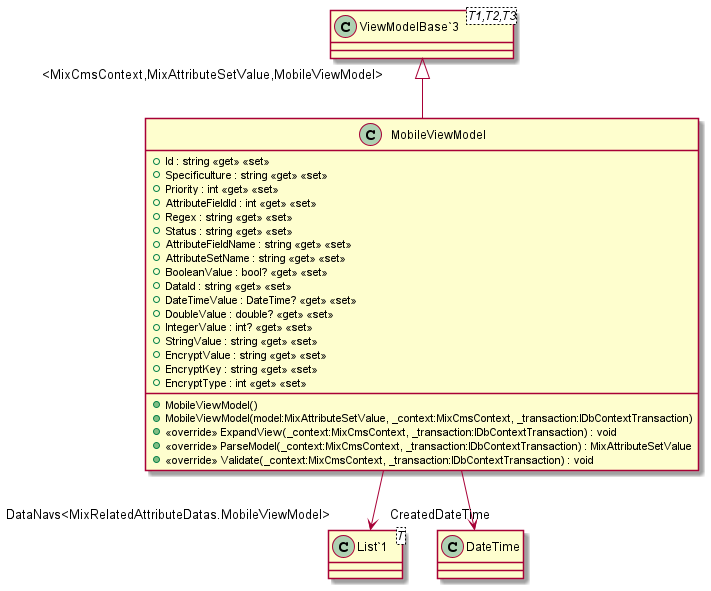 C ViewModelBase`3 T1,T2,T3
<MixCmsContext,MixAttributeSetValue,MobileViewModel>
C MobileViewModel
Id : string «get» «set»
Specificulture : string «get» «set»
Priority : int «get» «set»
AttributeFieldId : int «get» «set»
Regex : string «get» «set»
Status : string «get» «set»
AttributeFieldName : string «get» «set»
AttributeSetName : string «get» «set»
BooleanValue : bool? «get» «set»
DataId : string «get» «set»
DateTimeValue : DateTime? «get» «set»
DoubleValue : double? «get» «set»
IntegerValue : int? «get» «set»
StringValue : string «get» «set»
EncryptValue : string «get» «set»
EncryptKey : string «get» «set»
EncryptType : int «get» «set»
MobileViewModel()
MobileViewModel(model:MixAttributeSetValue, _context:MixCmsContext, _transaction:IDbContextTransaction)
«override» ExpandView(_context:MixCmsContext, _transaction:IDbContextTransaction) : void
«override» ParseModel(_context:MixCmsContext, _transaction:IDbContextTransaction) : MixAttributeSetValue
«override» Validate(_context:MixCmsContext, _transaction:IDbContextTransaction) : void
DataNavs<MixRelatedAttributeDatas.MobileViewModel>
CreatedDateTime
C List`1 T
C DateTime